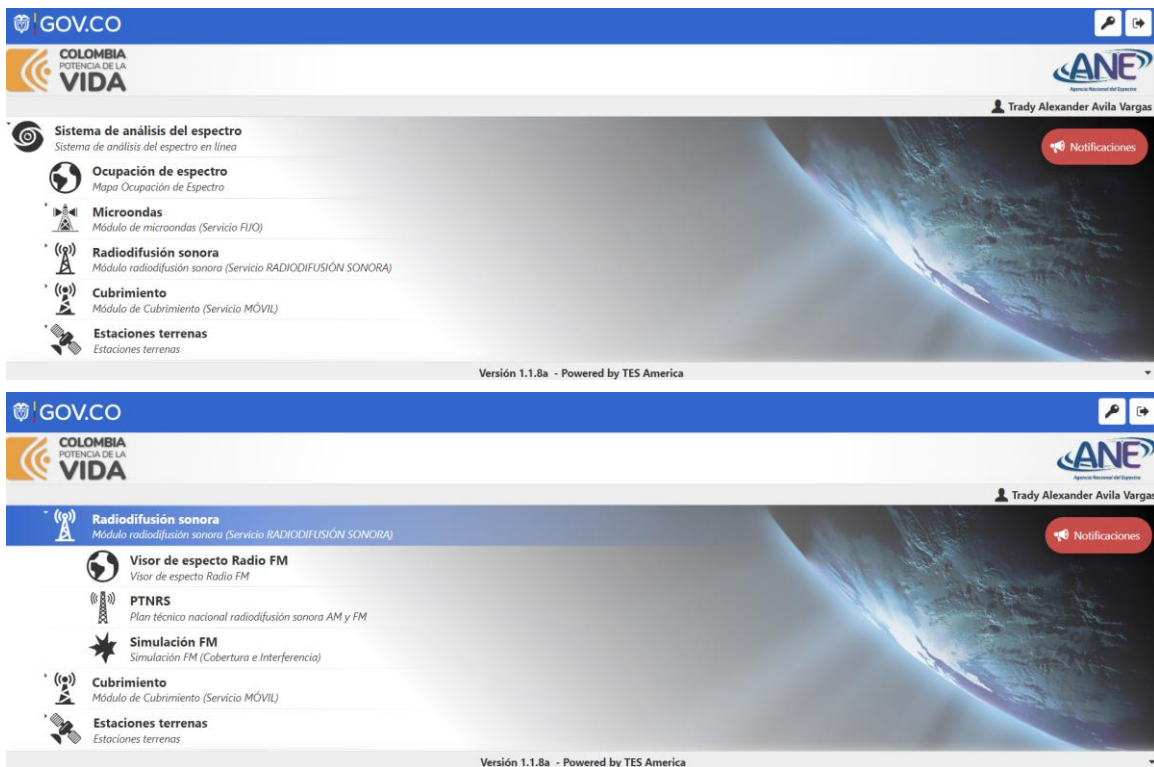 GOV.CO
COLOMBIA
POTENCIA DE LA
VIDA
ANE
Agencia Nacional del Espectro
Trady Alexander Avila Vargas
Sistema de análisis del espectro
Sistema de análisis del espectro en línea
Notificaciones
Ocupación de espectro
Mapa Ocupación de Espectro
Microondas
Módulo de microondas (Servicio FIJO)
Radiodifusión sonora
Módulo radiodifusión sonora (Servicio RADIODIFUSIÓN SONORA)
Cubrimiento
Módulo de Cubrimiento (Servicio MÓVIL)
Estaciones terrenas
Estaciones terrenas
Versión 1.1.8a - Powered by TES America
GOV.CO
COLOMBIA
POTENCIA DE LA
VIDA
ANE
Agencia Nacional del Espectro
Trady Alexander Avila Vargas
Radiodifusión sonora
Módulo radiodifusión sonora (Servicio RADIODIFUSIÓN SONORA)
Notificaciones
Visor de especto Radio FM
Visor de especto Radio FM
PTNRS
Plan técnico nacional radiodifusión sonora AM y FM
Simulación FM
Simulación FM (Cobertura e Interferencia)
Cubrimiento
Módulo de Cubrimiento (Servicio MÓVIL)
Estaciones terrenas
Estaciones terrenas
Versión 1.1.8a - Powered by TES America